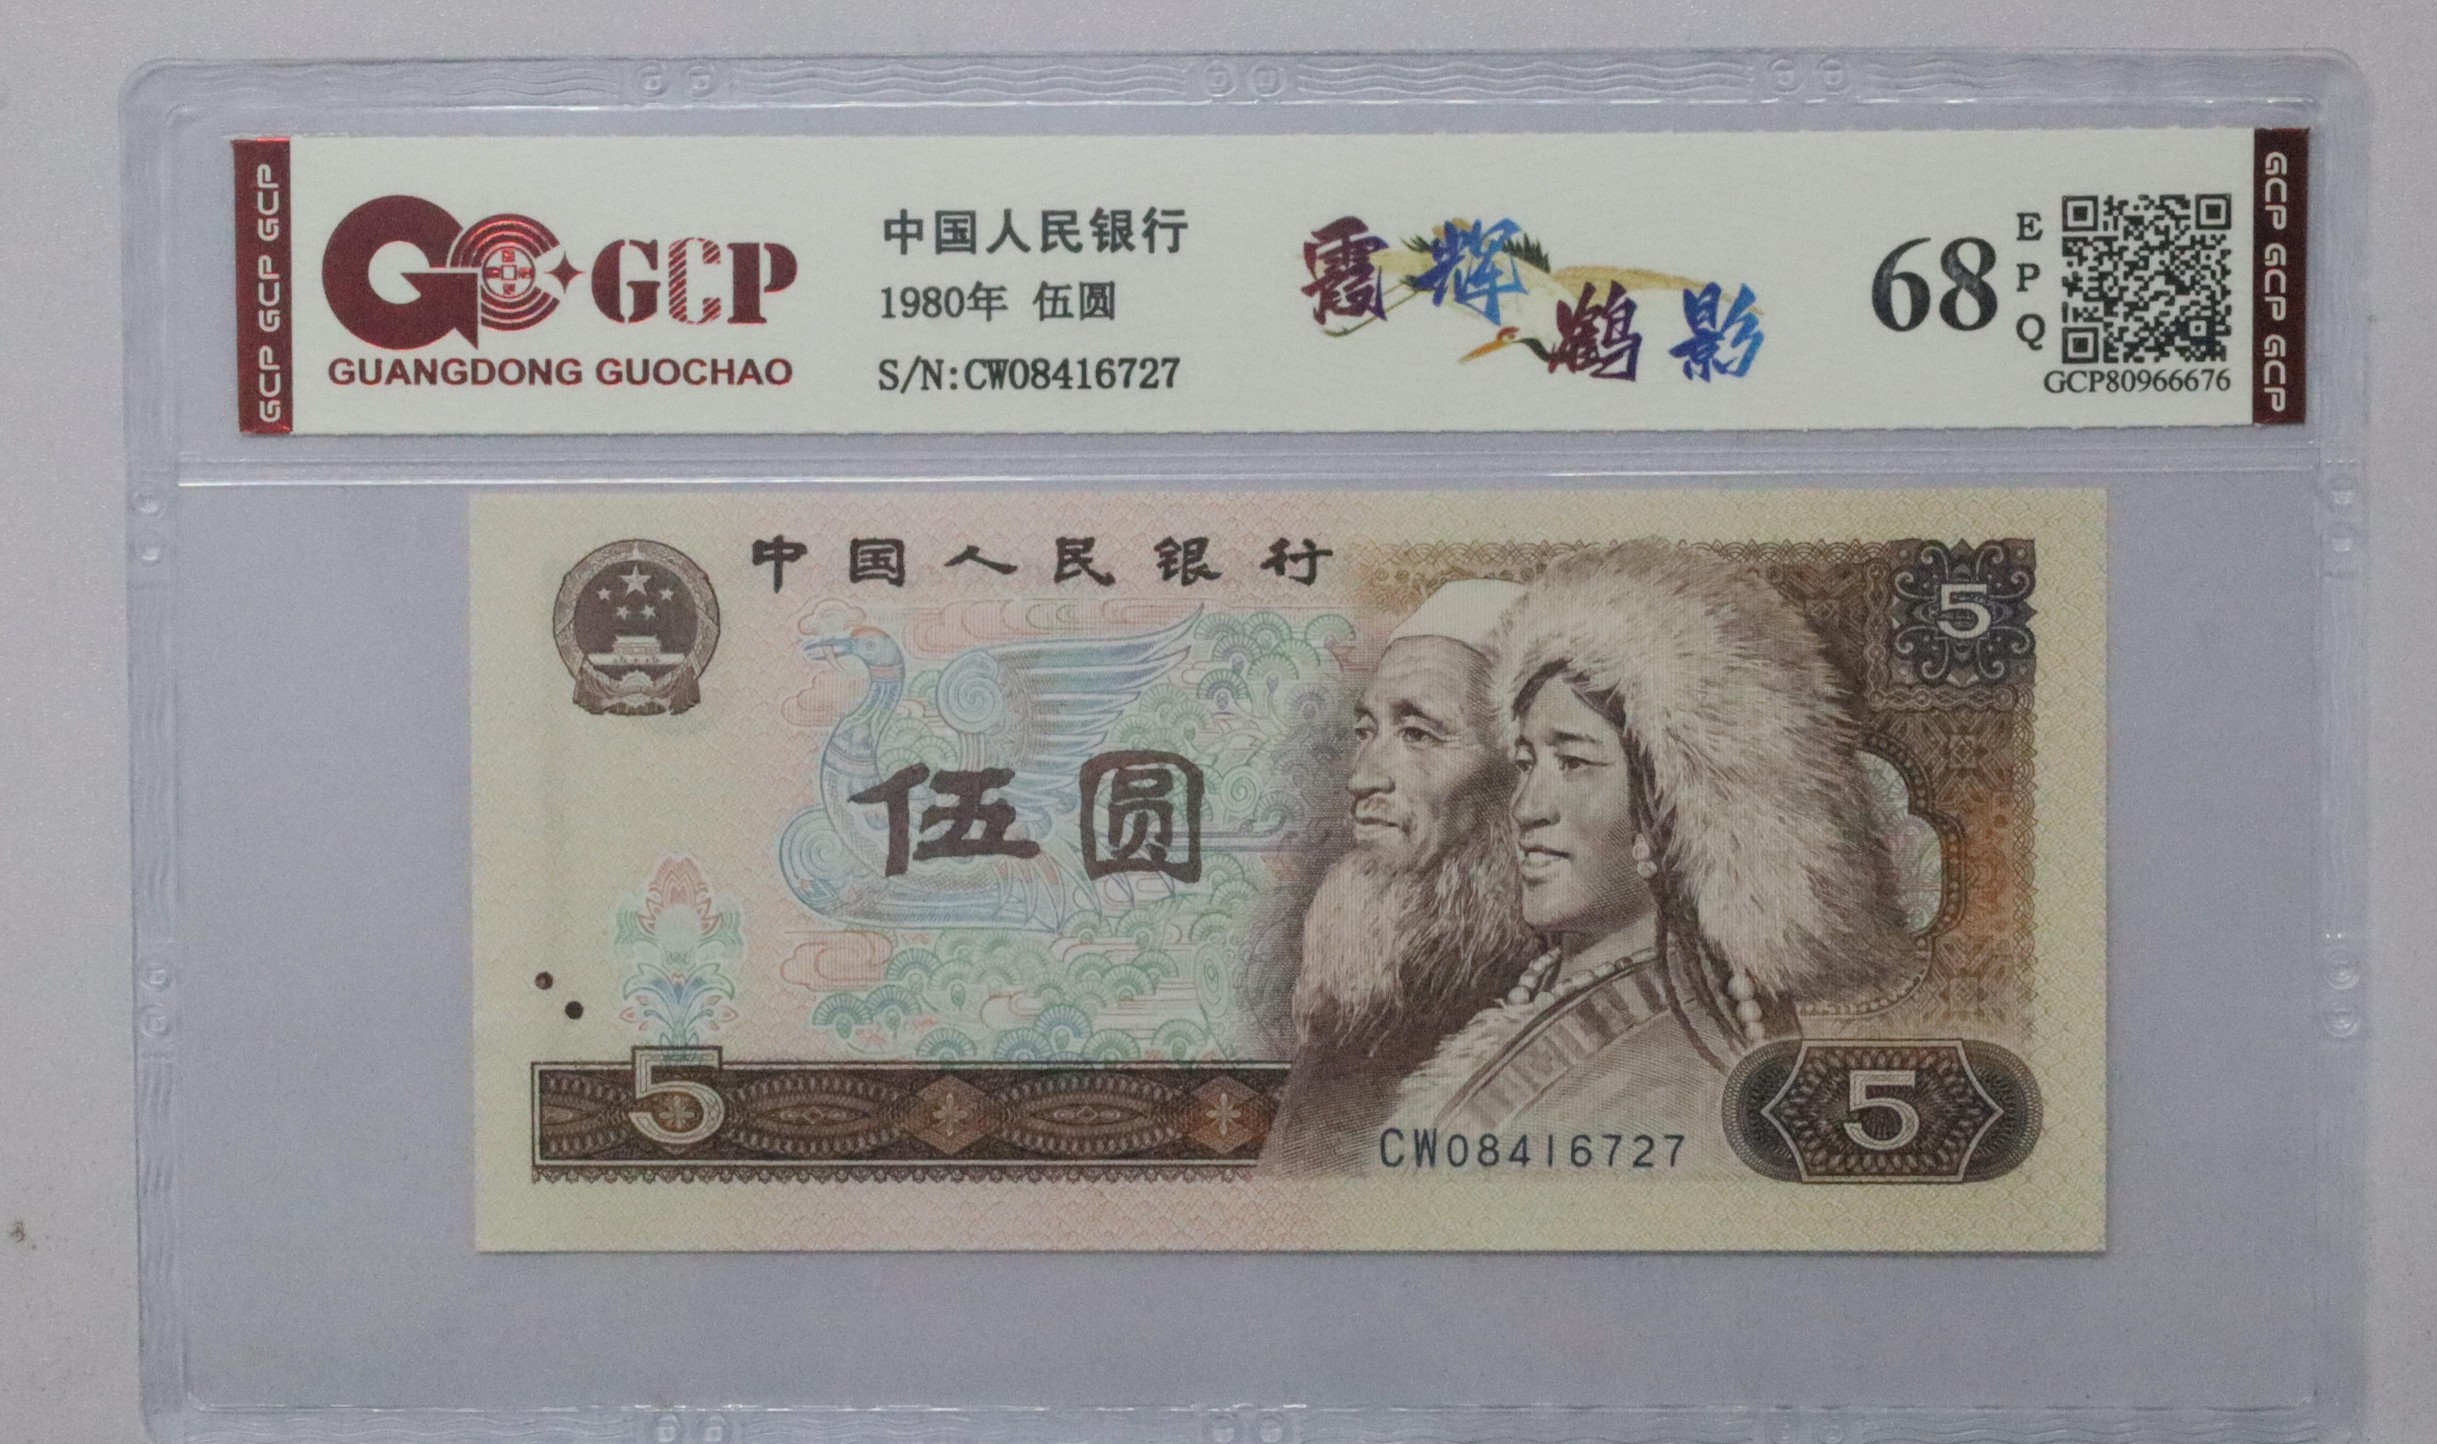 GCP GCP GCP
GCP
GUANGDONG GUOCHAO
中国人民银行
1980年 伍圆
S/N:CW08416727
霞辉
鹤影
68
EPQ
GCP80966676
GCP GCP GCP
中国人民银行
5
伍圆
5
CW08416727
5